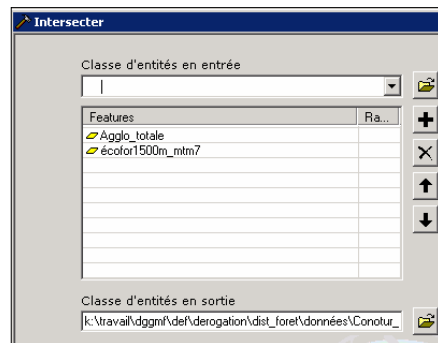 Intersecter
Classe d'entités en entrée
Features Ra...
Agglo_totale
écofor1500m_mtm7
Classe d'entités en sortie
k:\travail\dggmf\def\derogation\dist_foret\données\Conotur_